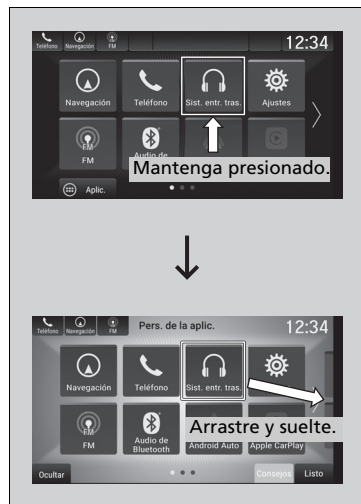 Teléfono Navegación FM 12:34
Navegación Teléfono Sist. entr. tras. Ajustes
FM Audio de
Mantenga presionado.
Aplic.
Teléfono Navegación FM Pers. de la aplic. 12:34
Navegación Teléfono Sist. entr. tras.
Arrastre y suelte.
FM Audio de Bluetooth Android Auto Apple CarPlay
Ocultar Consejos Listo